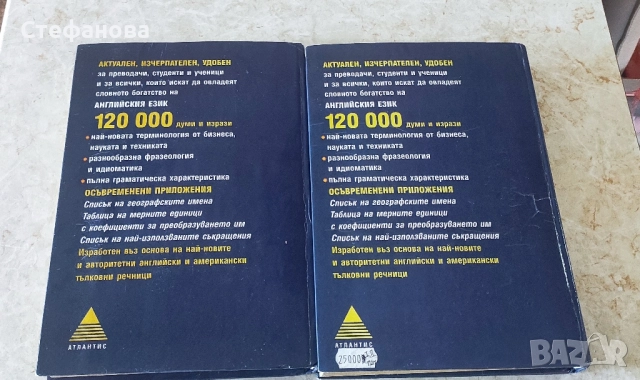 Стефанова
АКТУАЛЕН, ИЗЧЕРПАТЕЛЕН, УДОБЕН
за преводачи, студенти и ученици
и за всички, които искат да овладеят
словното богатство на
АНГЛИЙСКИЯ ЕЗИК
120 000 думи и изрази
• най-новата терминология от бизнеса,
науката и техниката
• разнообразна фразеология
и идиоматика
• пълна граматическа характеристика
ОСЪВРЕМЕНЕНИ ПРИЛОЖЕНИЯ
Списък на географските имена
Таблица на мерните единици
с коефициенти за преобразуването им
Списък на най-използваните съкращения
Изработен въз основа на най-новите
и авторитетни английски и американски
тълковни речници
АТЛАНТИС
АКТУАЛЕН, ИЗЧЕРПАТЕЛЕН, УДОБЕН
за преводачи, студенти и ученици
и за всички, които искат да овладеят
словното богатство на
АНГЛИЙСКИЯ ЕЗИК
120 000 думи и изрази
• най-новата терминология от бизнеса,
науката и техниката
• разнообразна фразеология
и идиоматика
• пълна граматическа характеристика
ОСЪВРЕМЕНЕНИ ПРИЛОЖЕНИЯ
Списък на географските имена
Таблица на мерните единици
с коефициенти за преобразуването им
Списък на най-използваните съкращения
Изработен въз основа на най-новите
и авторитетни английски и американски
тълковни речници
АТЛАНТИС
BAZAR.bg